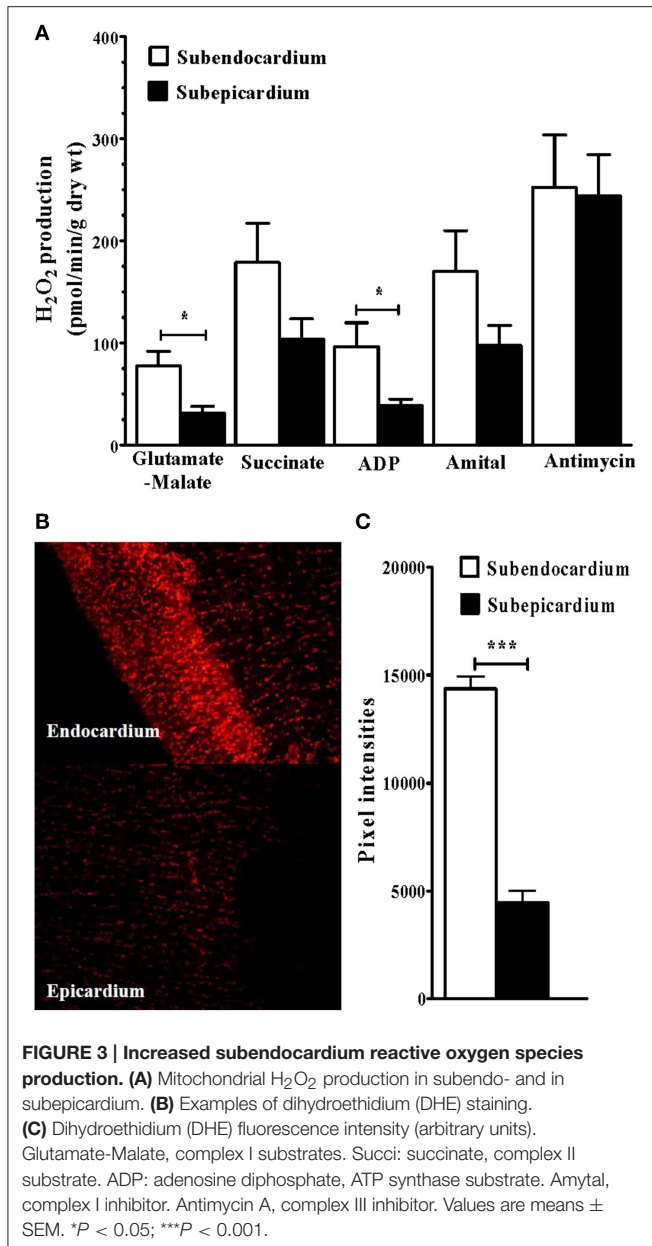 A
400
300
200
100
0
H₂O₂ production
(pmol/min/g dry wt)
Subendocardium
Subepicardium
*
*
Glutamate
-Malate
Succinate
ADP
Amital
Antimycin
B
Endocardium
Epicardium
C
20000
15000
10000
5000
0
Pixel intensities
Subendocardium
Subepicardium
***
FIGURE 3 | Increased subendocardium reactive oxygen species
production. (A) Mitochondrial H₂O₂ production in subendo- and in
subepicardium. (B) Examples of dihydroethidium (DHE) staining.
(C) Dihydroethidium (DHE) fluorescence intensity (arbitrary units).
Glutamate-Malate, complex I substrates. Succi: succinate, complex II
substrate. ADP: adenosine diphosphate, ATP synthase substrate. Amytal,
complex I inhibitor. Antimycin A, complex III inhibitor. Values are means ±
SEM. *P < 0.05; ***P < 0.001.